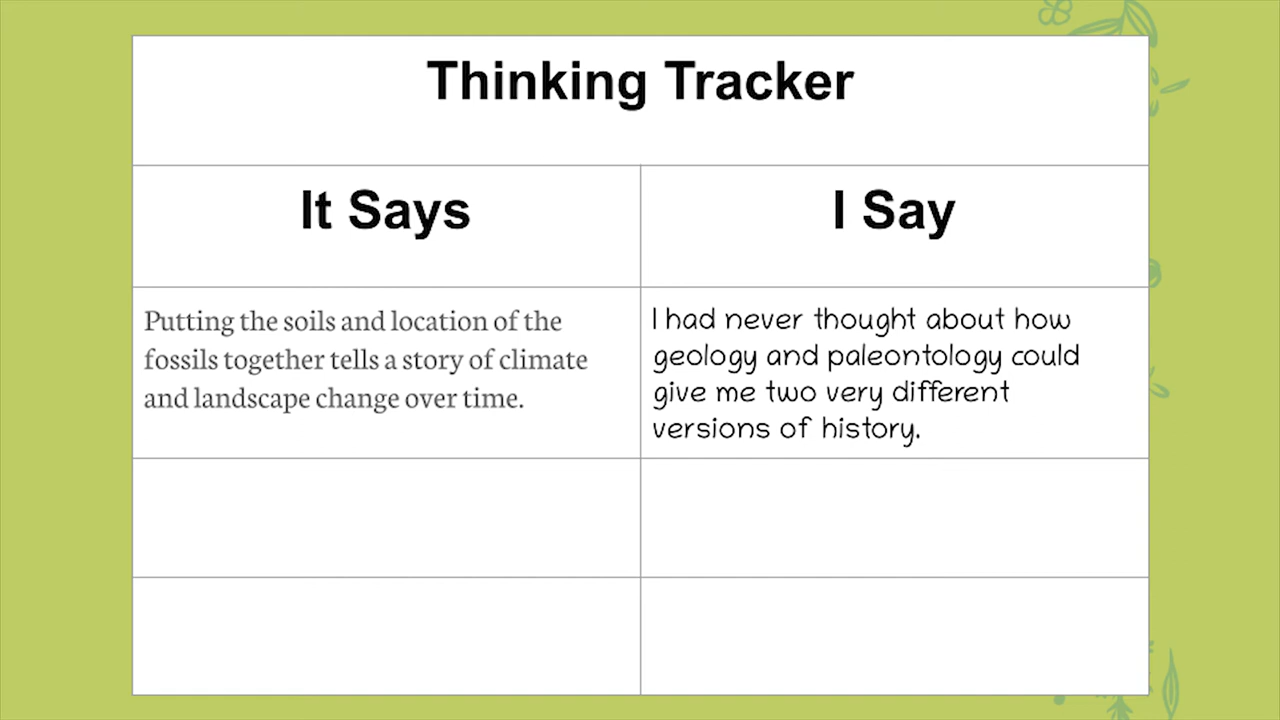 Thinking Tracker
It Says
I Say
Putting the soils and location of the
fossils together tells a story of climate
and landscape change over time.
I had never thought about how
geology and paleontology could
give me two very different
versions of history.